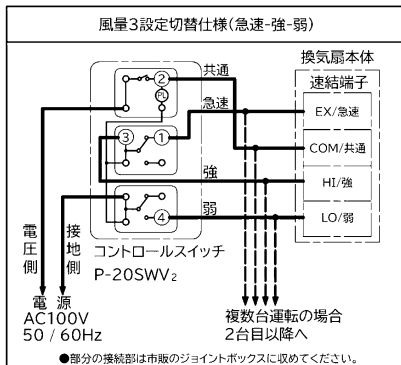 風量3設定切替仕様(急速-強-弱)
換気扇本体
速結端子
共通
急速
強
弱
②
PL
③ ①
④
EX/急速
COM/共通
HI/強
LO/弱
コントロールスイッチ
P-20SWV₂
電圧側
接地側
電源
AC100V
50 / 60Hz
複数台運転の場合
2台目以降へ
●部分の接続部は市販のジョイントボックスに収めてください。